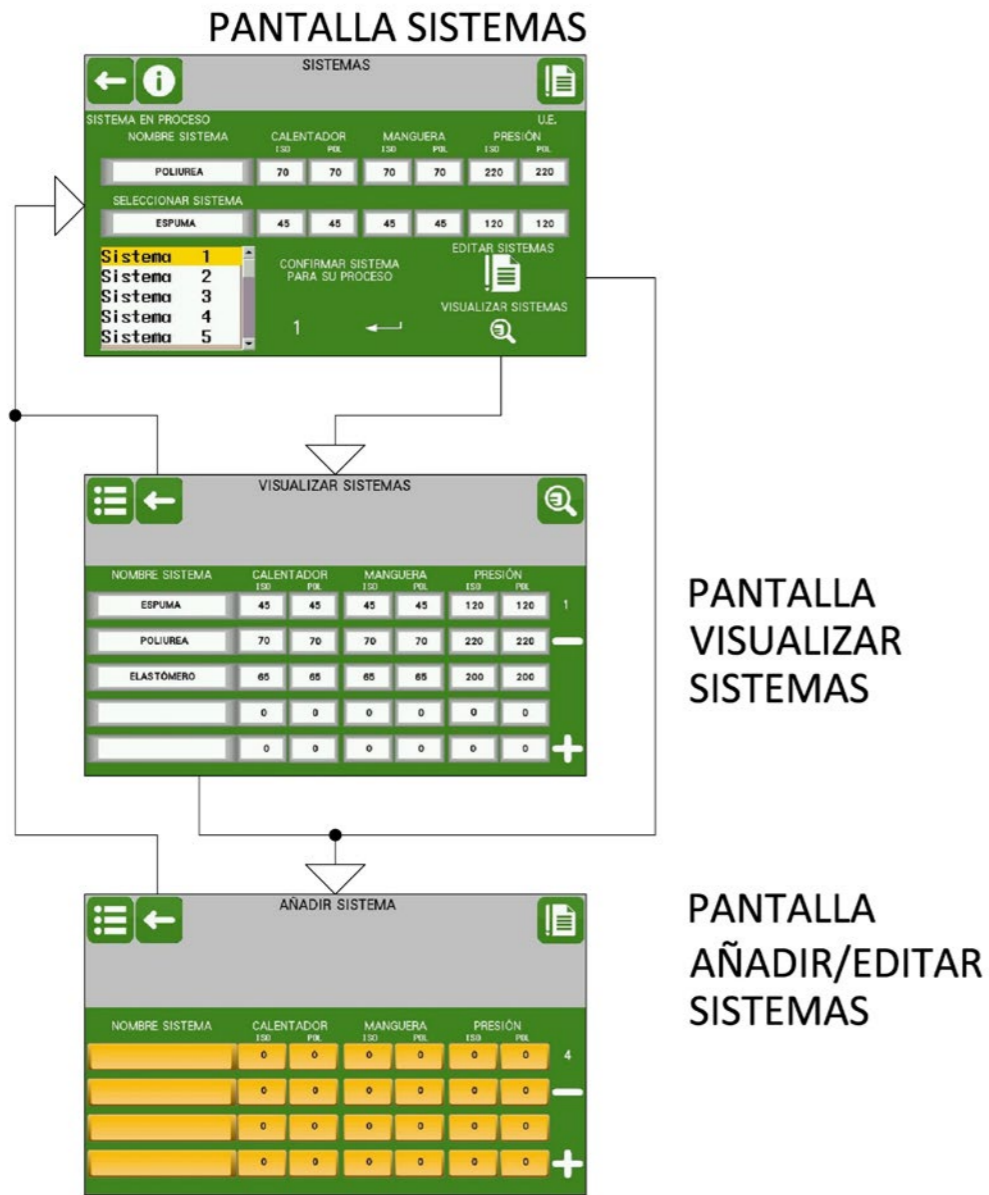 PANTALLA SISTEMAS
SISTEMAS
SISTEMA EN PROCESO U.E.
NOMBRE SISTEMA CALENTADOR MANGUERA PRESIÓN
ISO POL ISO POL ISO POL
POLIUREA 70 70 70 70 220 220
SELECCIONAR SISTEMA
ESPUMA 45 45 45 45 120 120
EDITAR SISTEMAS
Sistema 1
Sistema 2
Sistema 3
Sistema 4
Sistema 5
CONFIRMAR SISTEMA
PARA SU PROCESO
1
VISUALIZAR SISTEMAS
VISUALIZAR SISTEMAS
NOMBRE SISTEMA CALENTADOR MANGUERA PRESIÓN
ISO POL ISO POL ISO POL
ESPUMA 45 45 45 45 120 120 1
POLIUREA 70 70 70 70 220 220
ELASTÓMERO 65 65 65 65 200 200
0 0 0 0 0 0
0 0 0 0 0 0
PANTALLA
VISUALIZAR
SISTEMAS
AÑADIR SISTEMA
NOMBRE SISTEMA CALENTADOR MANGUERA PRESIÓN
ISO POL ISO POL ISO POL
0 0 0 0 0 0 4
0 0 0 0 0 0
0 0 0 0 0 0
0 0 0 0 0 0
PANTALLA
AÑADIR/EDITAR
SISTEMAS